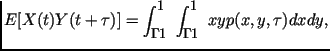 E[X(t)Y(t + τ)] = ∫_{Γ1}^{1} ∫_{Γ1}^{1} xyp(x, y, τ)dxdy,